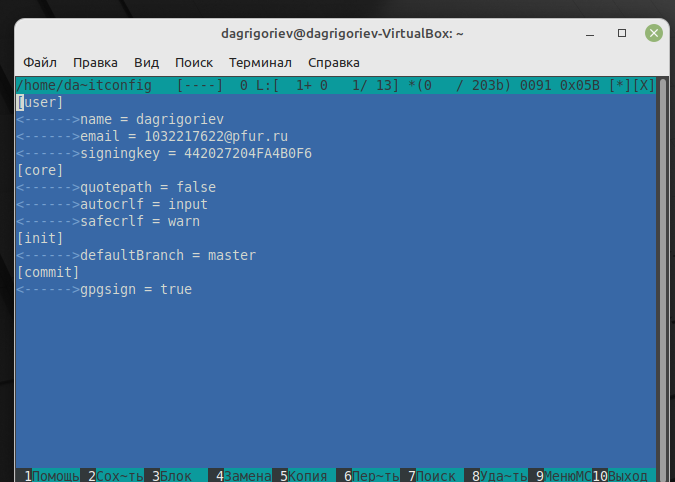 dagrigoriev@dagrigoriev-VirtualBox: ~
Файл Правка Вид Поиск Терминал Справка
/home/da~itconfig [----] 0 L:[ 1+ 0 1/ 13] *(0 / 203b) 0091 0x05B [*][X]
[user]
<------>name = dagrigoriev
<------>email = 1032217622@pfur.ru
<------>signingkey = 442027204FA4B0F6
[core]
<------>quotepath = false
<------>autocrlf = input
<------>safecrlf = warn
[init]
<------>defaultBranch = master
[commit]
<------>gpgsign = true
1Помощь 2Сох~ть 3Блок 4Замена 5Копия 6Пер~ть 7Поиск 8Уда~ть 9МенюМС 10Выход